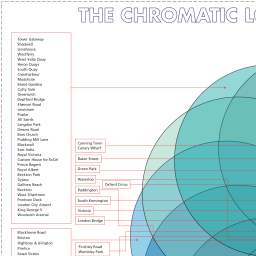 THE CHROMATIC L
Tower Gateway
Shadwell
Limehouse
Westferry
West India Quay
Heron Quays
South Quay
Crossharbour
Mudchute
Island Gardens
Cutty Sark
Greenwich
Deptford Bridge
Elverson Road
Lewisham
Poplar
All Saints
Langdon Park
Devons Road
Bow Church
Pudding Mill Lane
Blackwall
East India
Royal Victoria
Custom House for ExCel
Prince Regent
Royal Albert
Beckton Park
Cyprus
Gallions Reach
Beckton
West Silvertown
Pontoon Dock
London City Airport
King George V
Woolwich Arsenal
Canning Town
Canary Wharf
Baker Street
Green Park
Waterloo
Oxford Circus
Paddington
South Kensington
Victoria
London Bridge
Blackhorse Road
Brixton
Highbury & Islington
Pimlico
Seven Sisters
Finsbury Road
Wembley Park